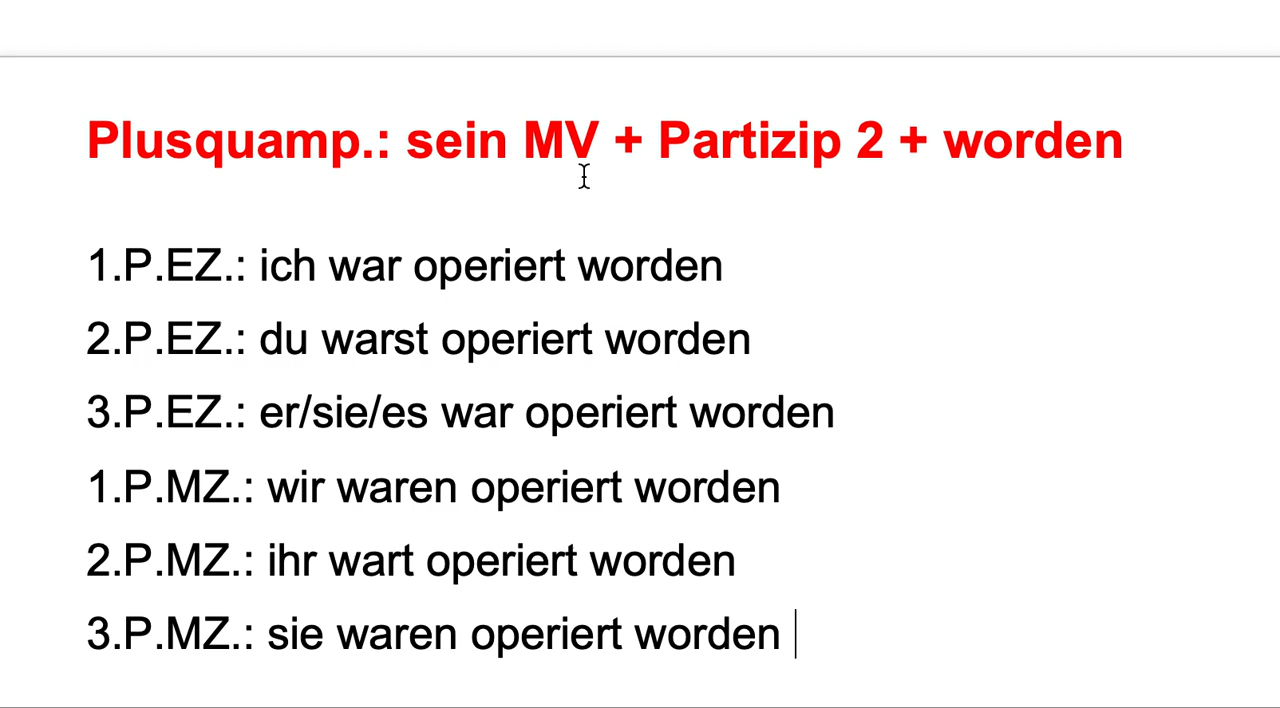 Plusquamp.: sein MV + Partizip 2 + worden
1.P.EZ.: ich war operiert worden
2.P.EZ.: du warst operiert worden
3.P.EZ.: er/sie/es war operiert worden
1.P.MZ.: wir waren operiert worden
2.P.MZ.: ihr wart operiert worden
3.P.MZ.: sie waren operiert worden